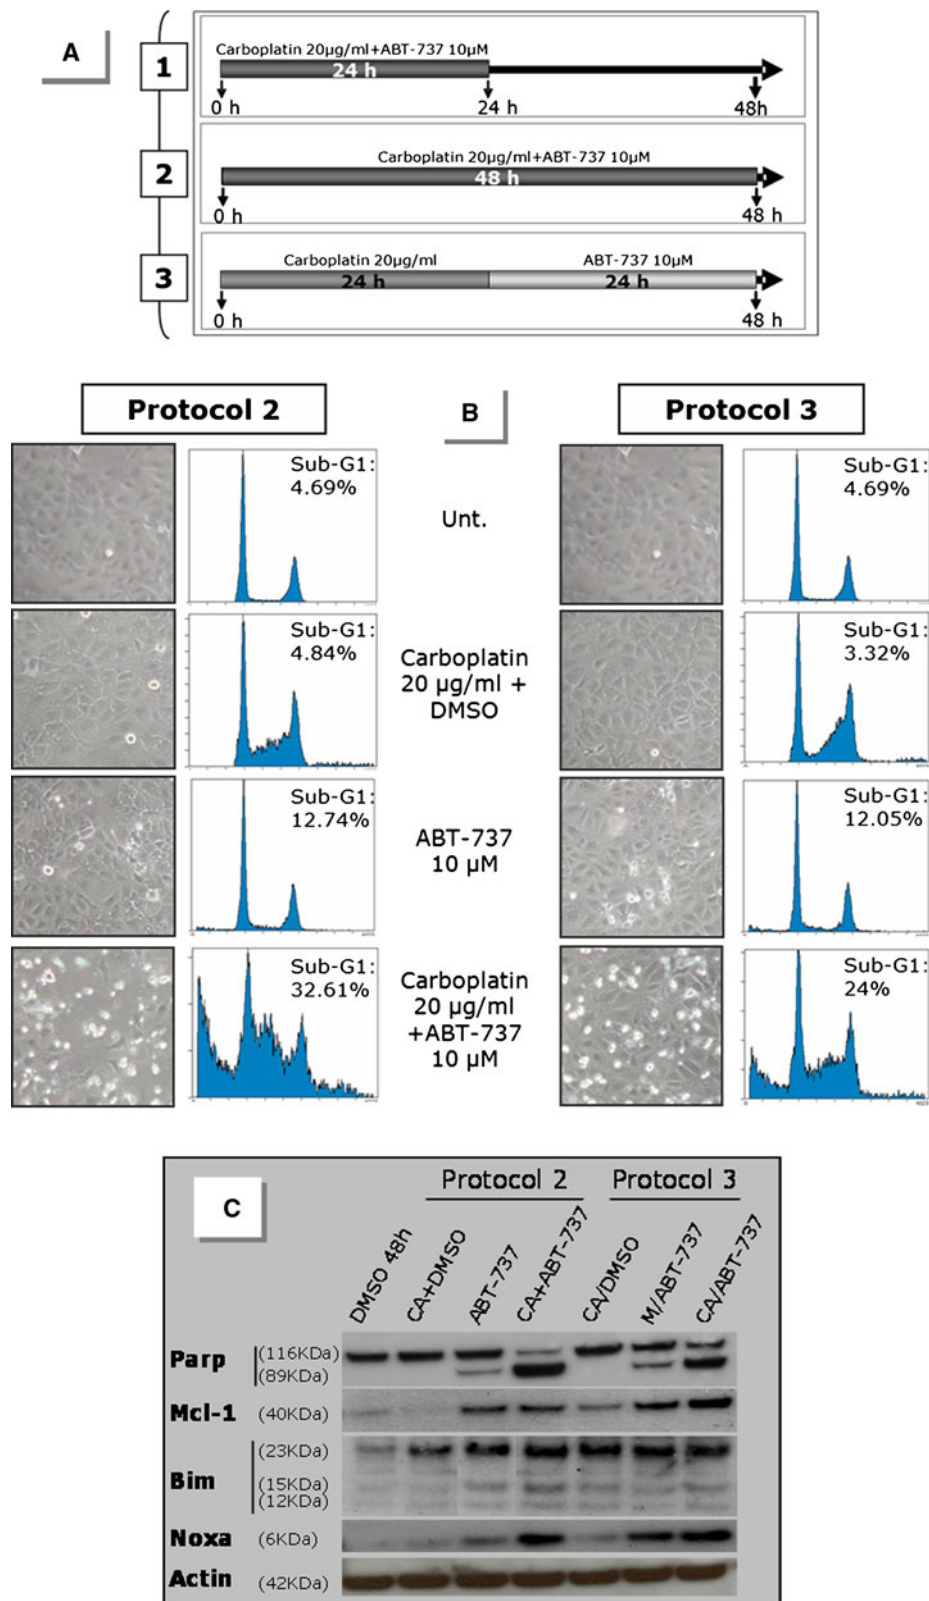 A
1
Carboplatin 20µg/ml+ABT-737 10µM
24 h
0 h
24 h
48h
2
Carboplatin 20µg/ml+ABT-737 10µM
48 h
0 h
48 h
3
Carboplatin 20µg/ml
ABT-737 10µM
24 h
24 h
0 h
48 h
Protocol 2
B
Protocol 3
Sub-G1:
4.69%
Unt.
Sub-G1:
4.69%
Sub-G1:
4.84%
Carboplatin
20 µg/ml +
DMSO
Sub-G1:
3.32%
Sub-G1:
12.74%
ABT-737
10 µM
Sub-G1:
12.05%
Sub-G1:
32.61%
Carboplatin
20 µg/ml
+ABT-737
10 µM
Sub-G1:
24%
C
Protocol 2
Protocol 3
DMSO 48h
CA+DMSO
ABT-737
CA+ABT-737
CA/DMSO
M/ABT-737
CA/ABT-737
Parp
(116KDa)
(89KDa)
Mcl-1 (40KDa)
Bim
(23KDa)
(15KDa)
(12KDa)
Noxa (6KDa)
Actin (42KDa)